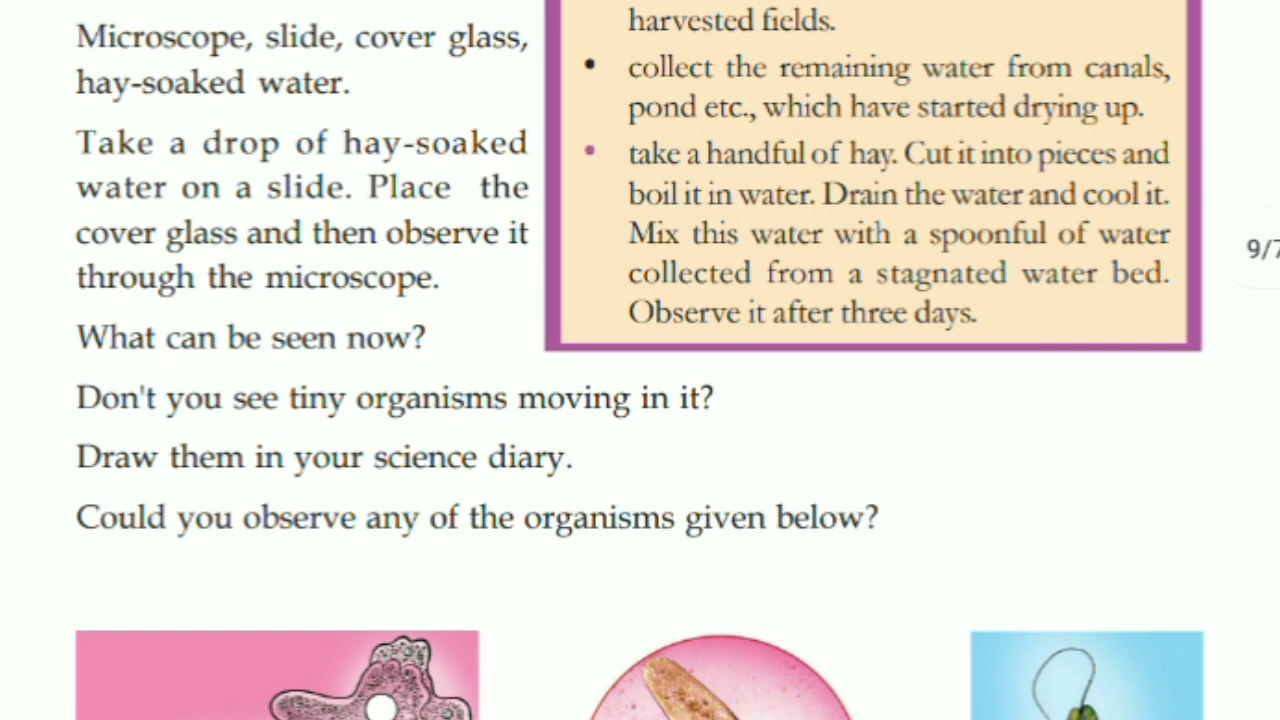 Microscope, slide, cover glass,
hay-soaked water.
Take a drop of hay-soaked
water on a slide. Place the
cover glass and then observe it
through the microscope.
What can be seen now?
harvested fields.
• collect the remaining water from canals,
pond etc., which have started drying up.
• take a handful of hay. Cut it into pieces and
boil it in water. Drain the water and cool it.
Mix this water with a spoonful of water
collected from a stagnated water bed.
Observe it after three days.
Don't you see tiny organisms moving in it?
Draw them in your science diary.
Could you observe any of the organisms given below?
9/7